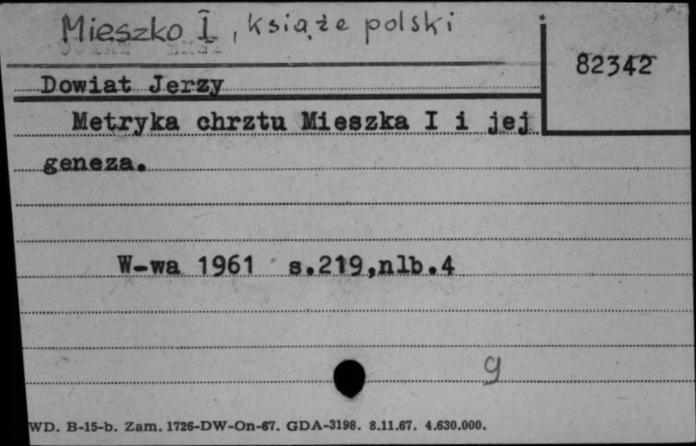 Mieszko I, książe polski
82342
Dowiat Jerzy
Metryka chrztu Mieszka I i jej
geneza.
W-wa 1961 s.219,nlb.4
g
WD. B-15-b. Zam. 1726-DW-On-67. GDA-3198. 8.11.67. 4.630.000.